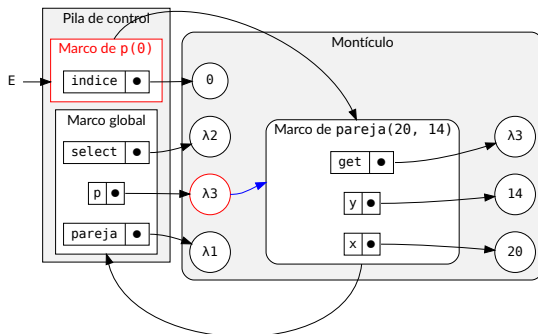 Pila de control
Marco de p(0)
E
indice
Marco global
select
p
pareja
Montículo
0
λ2
λ3
λ1
Marco de pareja(20, 14)
get
y
x
λ3
14
20